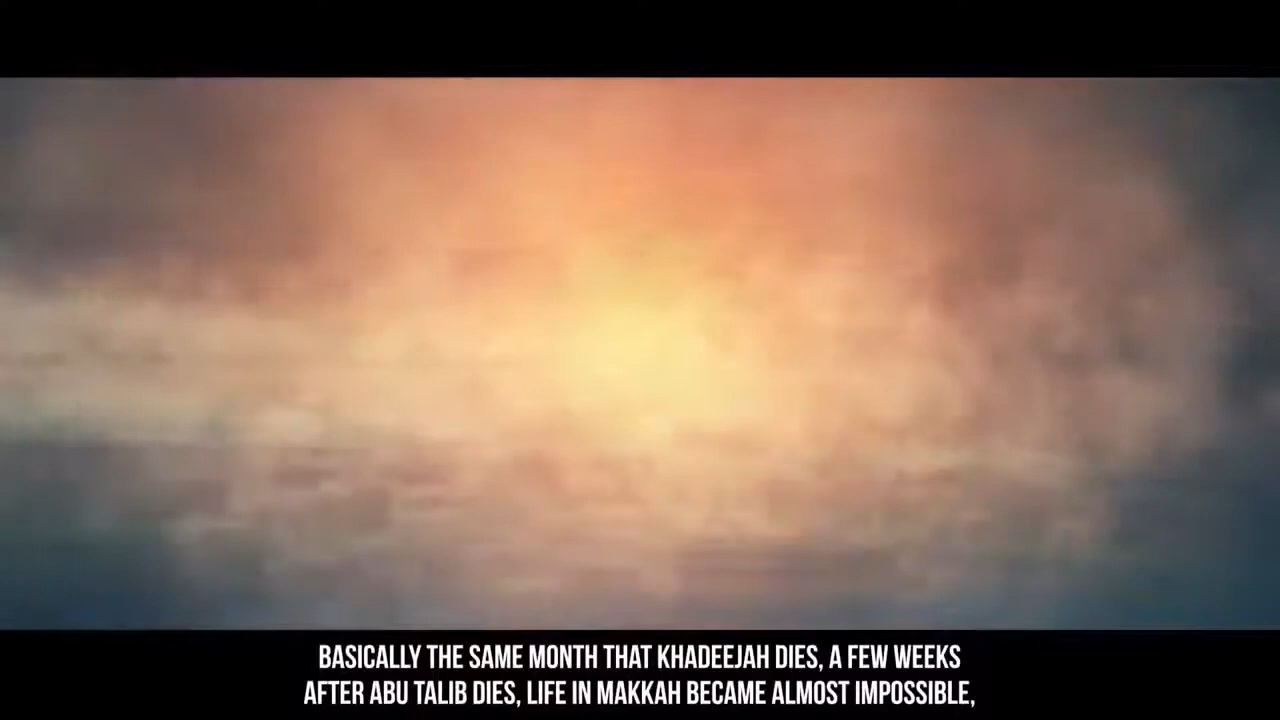 BASICALLY THE SAME MONTH THAT KHADEEJAH DIES, A FEW WEEKS
AFTER ABU TALIB DIES, LIFE IN MAKKAH BECAME ALMOST IMPOSSIBLE,